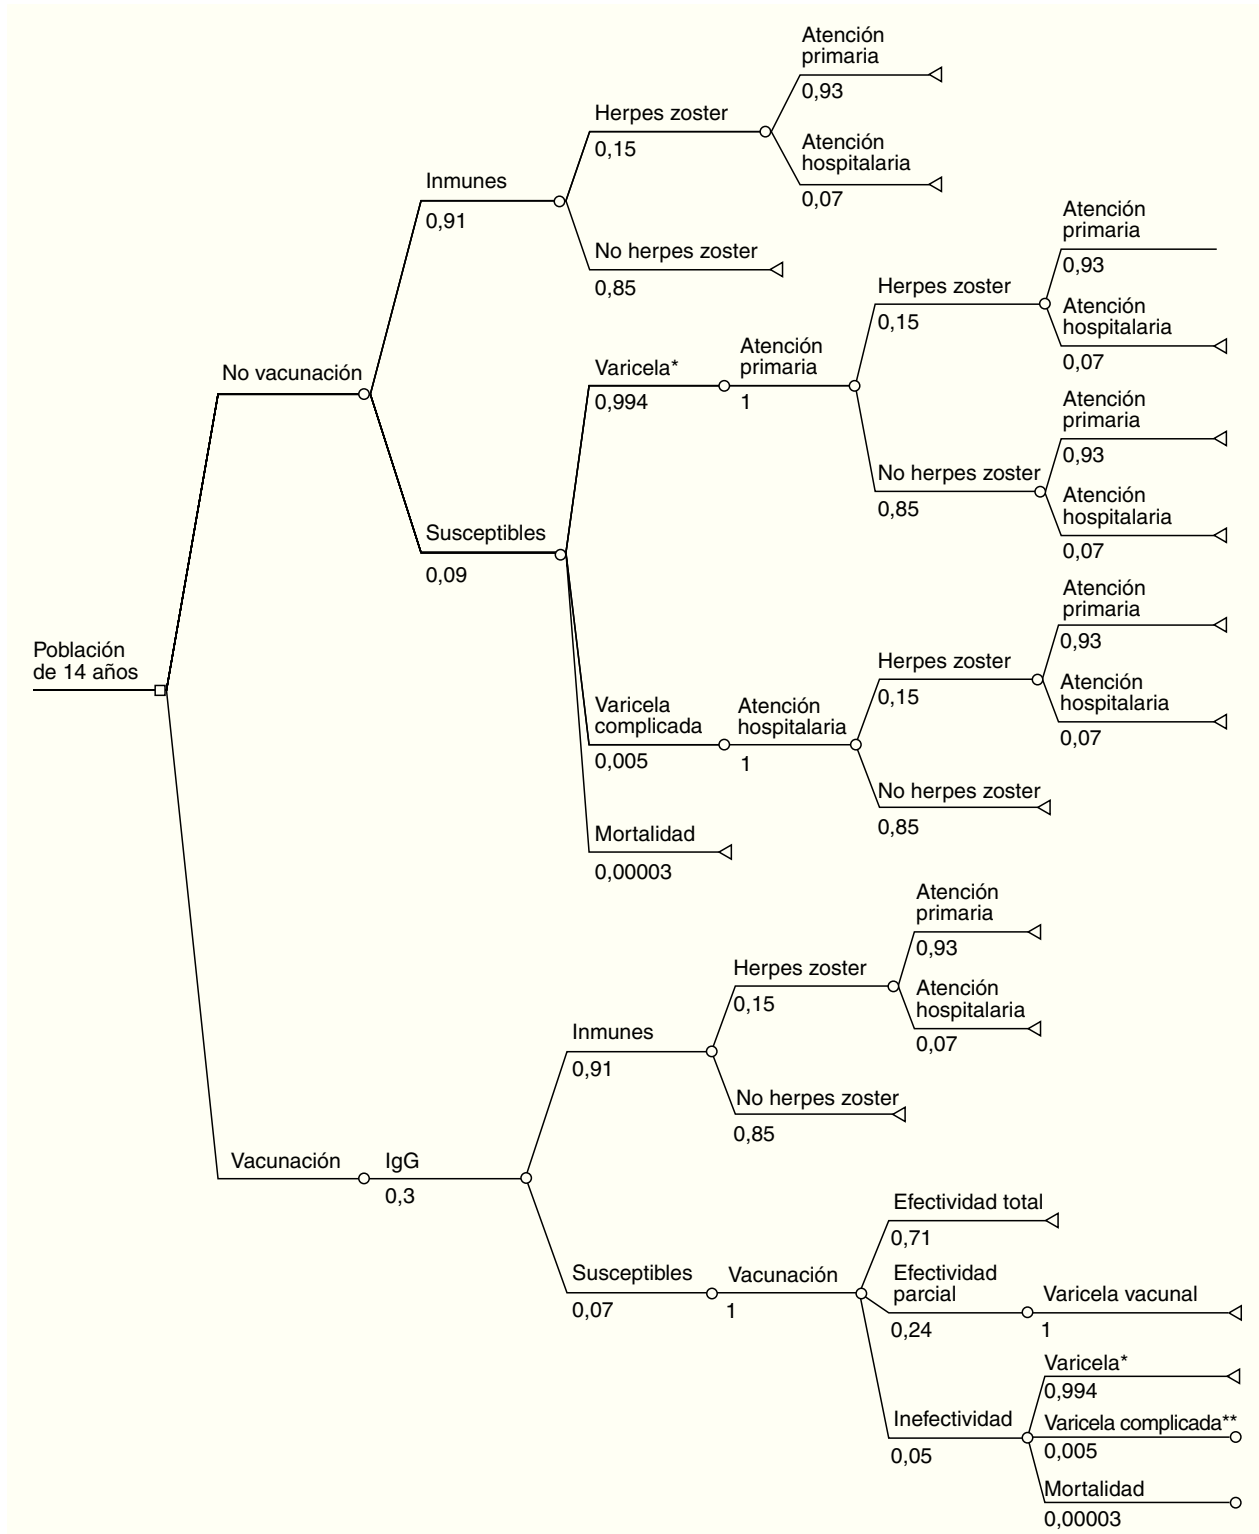 Población
de 14 años
No vacunación
Inmunes
0,91
Herpes zoster
0,15
Atención
primaria
0,93
Atención
hospitalaria
0,07
No herpes zoster
0,85
Susceptibles
0,09
Varicela*
0,994
Atención
primaria
1
Herpes zoster
0,15
Atención
primaria
0,93
Atención
hospitalaria
0,07
No herpes zoster
0,85
Atención
primaria
0,93
Atención
hospitalaria
0,07
Varicela
complicada
0,005
Atención
hospitalaria
1
Herpes zoster
0,15
Atención
primaria
0,93
Atención
hospitalaria
0,07
No herpes zoster
0,85
Mortalidad
0,00003
Vacunación
IgG
0,3
Inmunes
0,91
Herpes zoster
0,15
Atención
primaria
0,93
Atención
hospitalaria
0,07
No herpes zoster
0,85
Susceptibles
0,07
Vacunación
1
Efectividad total
0,71
Efectividad
parcial
0,24
Varicela vacunal
1
Inefectividad
0,05
Varicela*
0,994
Varicela complicada**
0,005
Mortalidad
0,00003